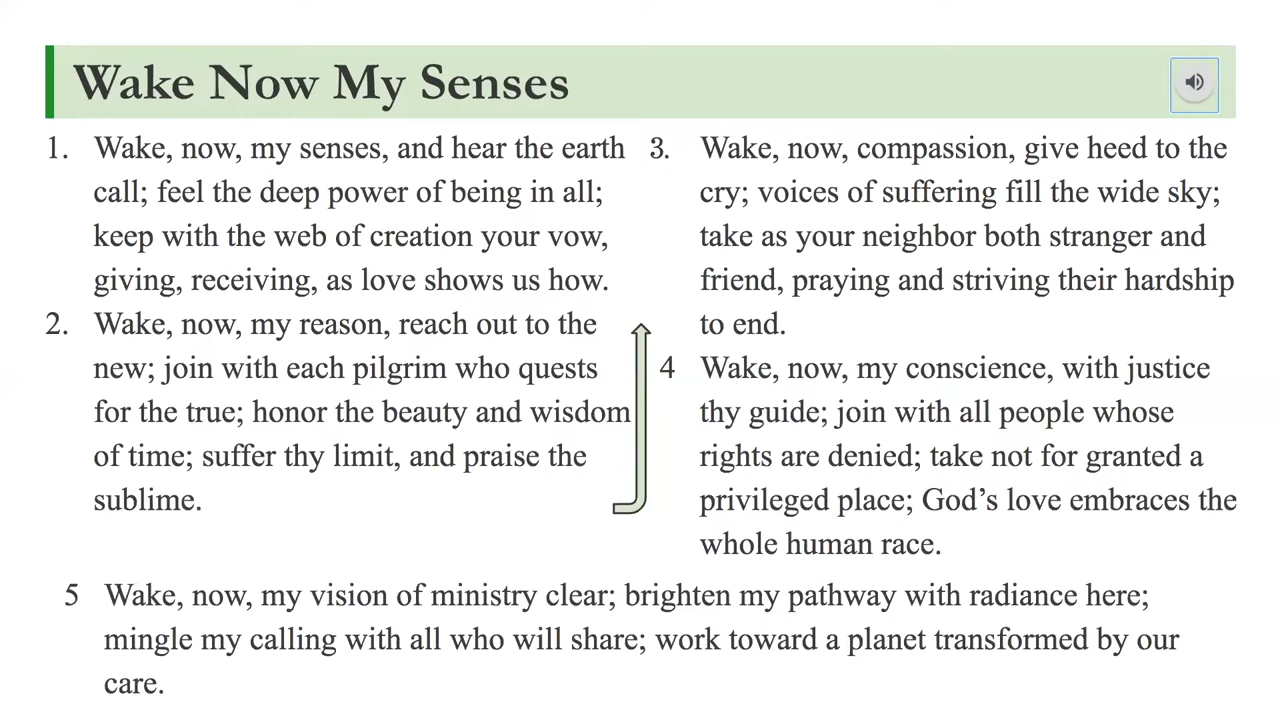 Wake Now My Senses
1. Wake, now, my senses, and hear the earth
call; feel the deep power of being in all;
keep with the web of creation your vow,
giving, receiving, as love shows us how.
2. Wake, now, my reason, reach out to the
new; join with each pilgrim who quests
for the true; honor the beauty and wisdom
of time; suffer thy limit, and praise the
sublime.
3. Wake, now, compassion, give heed to the
cry; voices of suffering fill the wide sky;
take as your neighbor both stranger and
friend, praying and striving their hardship
to end.
4 Wake, now, my conscience, with justice
thy guide; join with all people whose
rights are denied; take not for granted a
privileged place; God’s love embraces the
whole human race.
5 Wake, now, my vision of ministry clear; brighten my pathway with radiance here;
mingle my calling with all who will share; work toward a planet transformed by our
care.